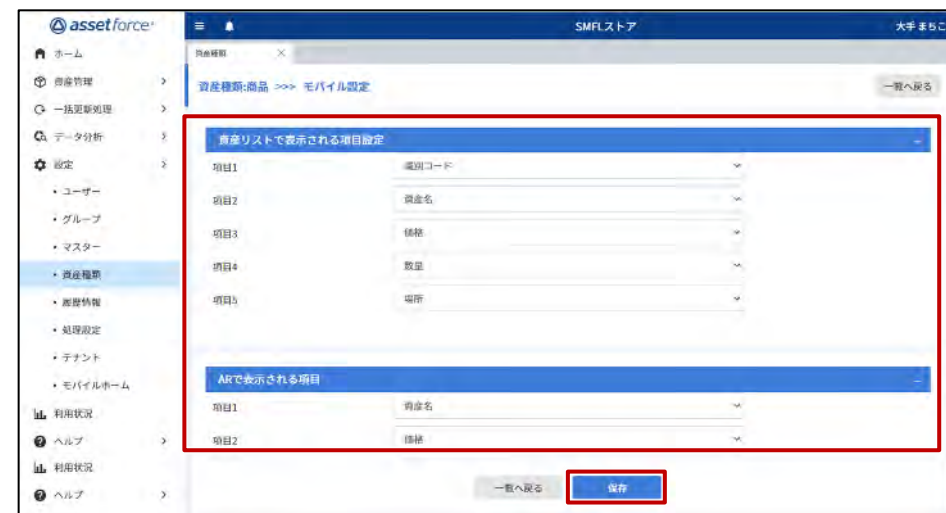 assetforce
SMFLストア
大手 まちこ
ホーム
資産種類 ×
資産管理
資産種類:商品 >>> モバイル設定
一覧へ戻る
一括更新処理
データ分析
資産リストで表示される項目設定
設定
項目1 識別コード
・ユーザー
項目2 資産名
・グループ
項目3 価格
・マスター
項目4 数量
・資産種類
項目5 場所
・履歴情報
・処理設定
・テナント
・モバイルホーム
ARで表示される項目
利用状況
項目1 資産名
ヘルプ
項目2 価格
利用状況
一覧へ戻る 保存
ヘルプ